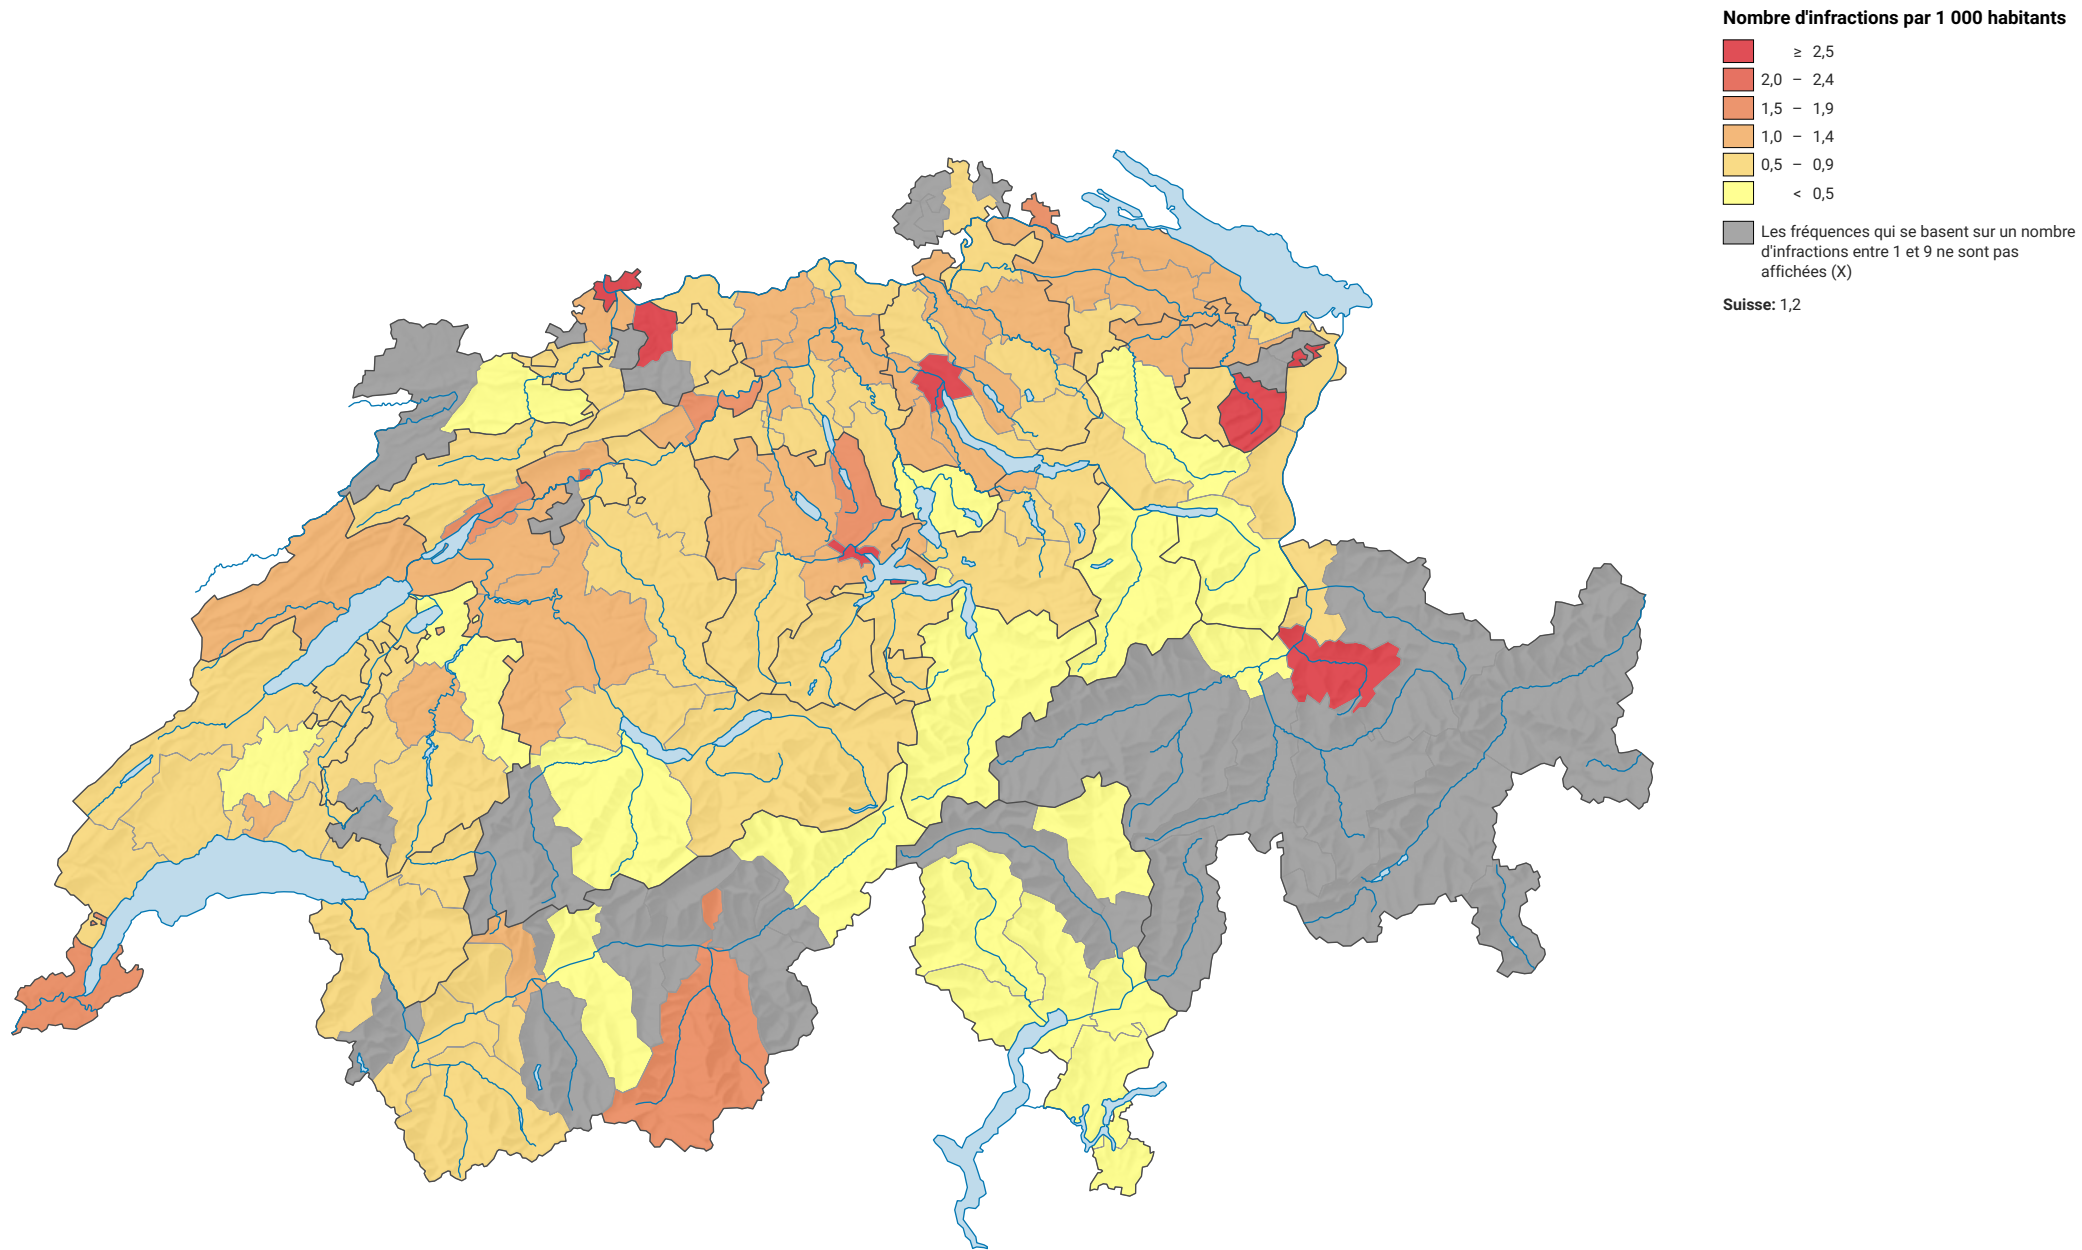 Nombre d'infractions par 1 000 habitants
≥ 2,5
2,0 – 2,4
1,5 – 1,9
1,0 – 1,4
0,5 – 0,9
< 0,5
Les fréquences qui se basent sur un nombre
d'infractions entre 1 et 9 ne sont pas
affichées (X)
Suisse: 1,2